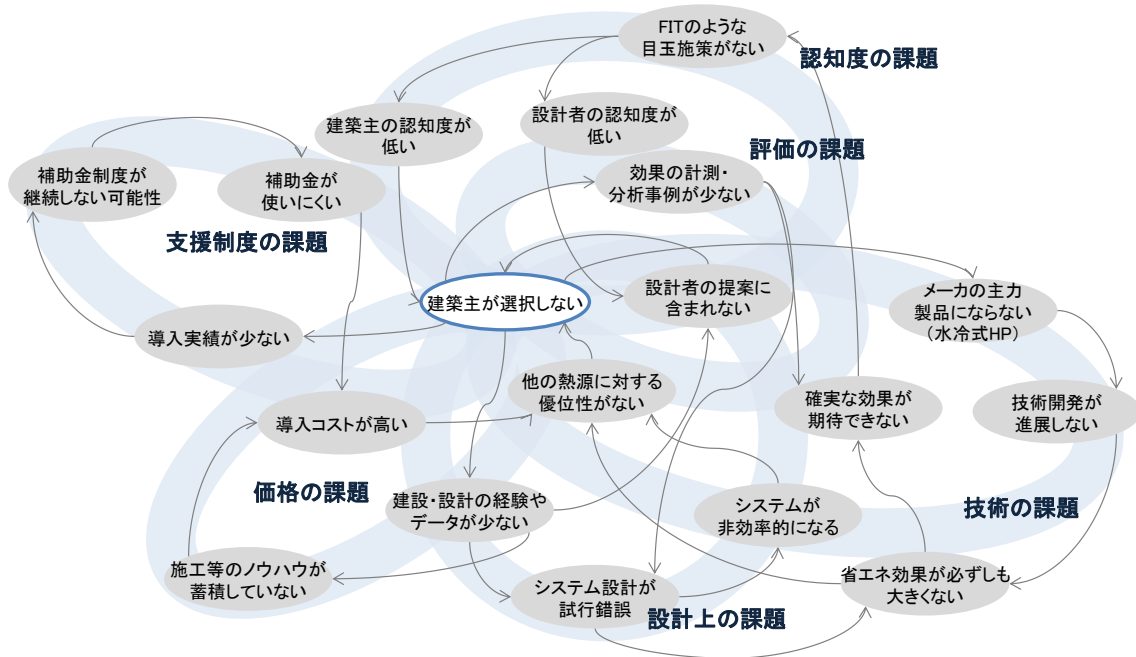 FITのような
目玉施策がない
認知度の課題
建築主の認知度が
低い
設計者の認知度が
低い
評価の課題
効果の計測・
分析事例が少ない
補助金制度が
継続しない可能性
補助金が
使いにくい
支援制度の課題
建築主が選択しない
設計者の提案に
含まれない
メーカの主力
製品にならない
（水冷式HP）
導入実績が少ない
他の熱源に対する
優位性がない
確実な効果が
期待できない
技術開発が
進展しない
導入コストが高い
価格の課題
建設・設計の経験や
データが少ない
システムが
非効率的になる
技術の課題
施工等のノウハウが
蓄積していない
システム設計が
試行錯誤
設計上の課題
省エネ効果が必ずしも
大きくない